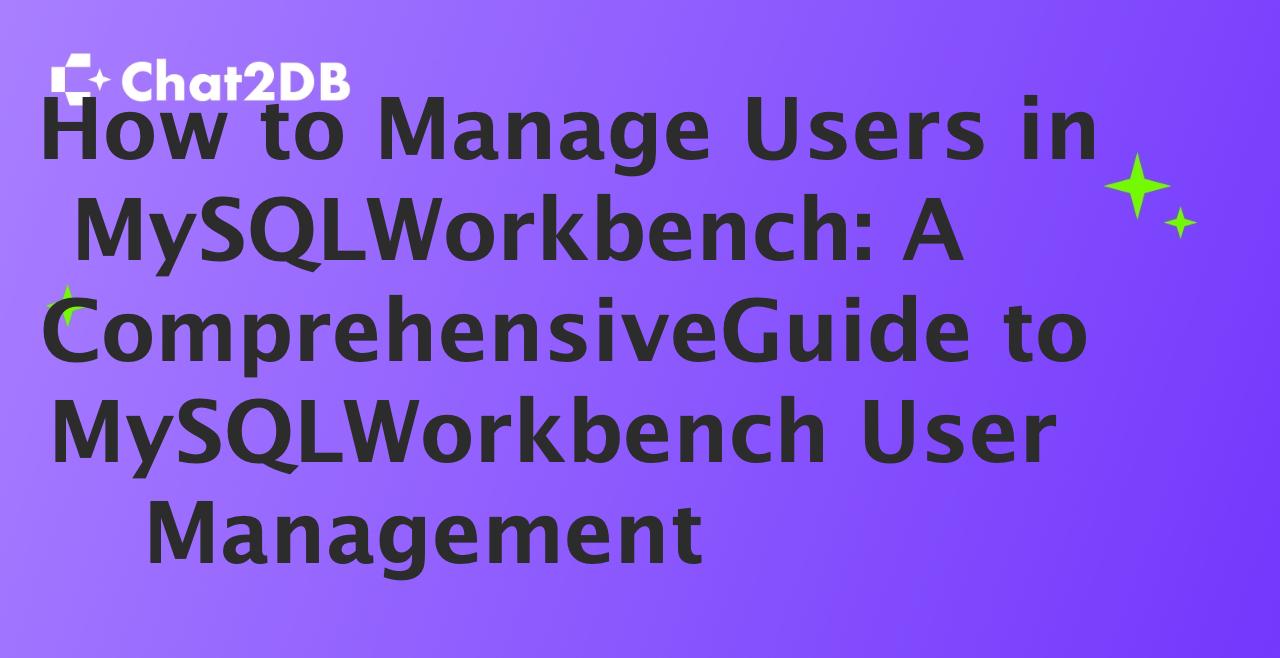 Chat2DB
How to Manage Users in
MySQLWorkbench: A
ComprehensiveGuide to
MySQLWorkbench User
Management